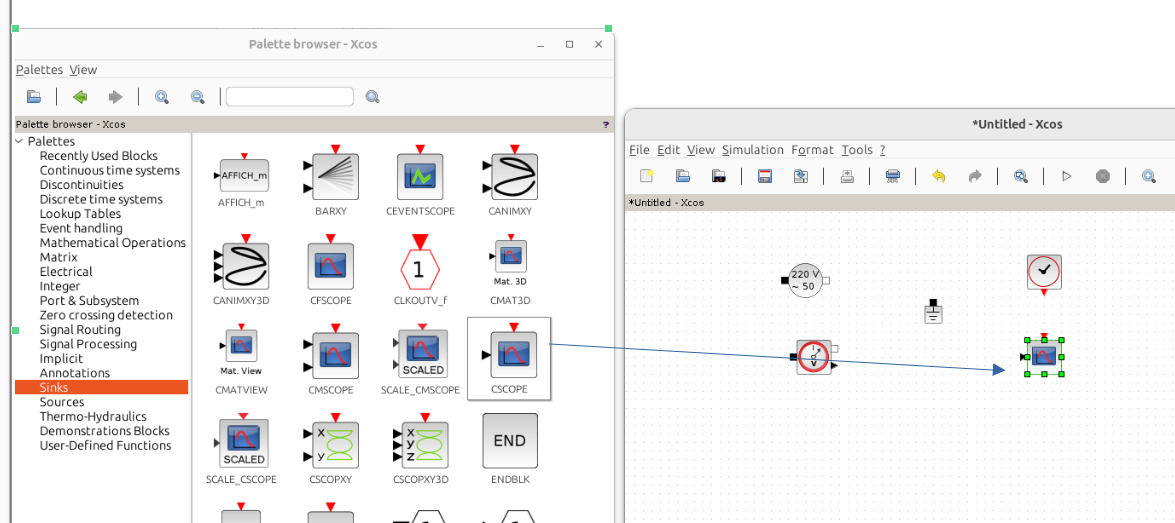 Palette browser - Xcos
Palettes View
Palette browser - Xcos ?
Palettes
Recently Used Blocks
Continuous time systems
Discontinuities
Discrete time systems
Lookup Tables
Event handling
Mathematical Operations
Matrix
Electrical
Integer
Port & Subsystem
Zero crossing detection
Signal Routing
Signal Processing
Implicit
Annotations
Sinks
Sources
Thermo-Hydraulics
Demonstrations Blocks
User-Defined Functions
AFFICH_m
AFFICH_m
BARXY
CEVENTSCOPE
CANIMXY
1
Mat. 3D
CANIMXY3D
CFSCOPE
CLKOUTV_f
CMAT3D
Mat. View
SCALED
CMATVIEW
CMSCOPE
SCALE_CMSCOPE
CSCOPE
SCALED
X
y
X
y
z
END
SCALE_CSCOPE
CSCOPXY
CSCOPXY3D
ENDBLK
*Untitled - Xcos
File Edit View Simulation Format Tools ?
*Untitled - Xcos
220 V
~ 50
V